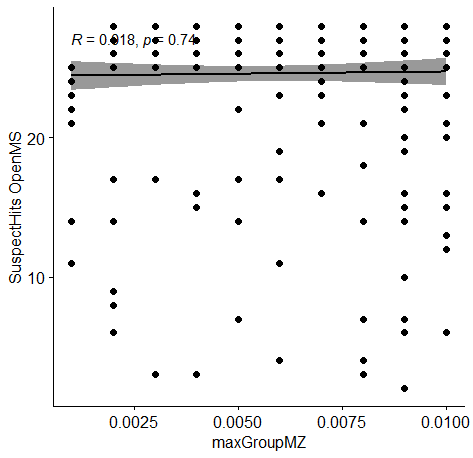 R = 0.018, p = 0.74
SuspectHits OpenMS
20
10
0.0025 0.0050 0.0075 0.0100
maxGroupMZ